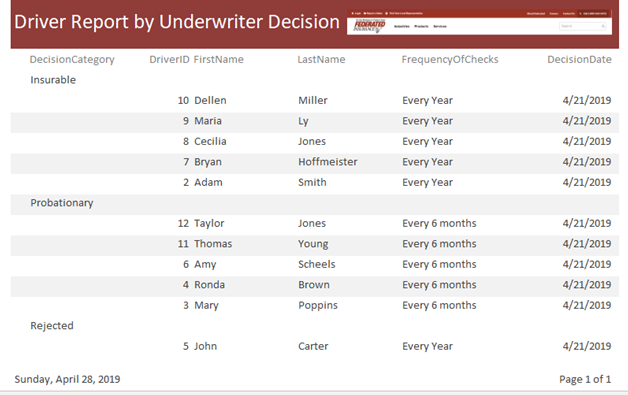 Driver Report by Underwriter Decision
FEDERATED
INSURANCE
Industries Products Services
Search
DecisionCategory DriverID FirstName LastName FrequencyOfChecks DecisionDate
Insurable
10 Dellen Miller Every Year 4/21/2019
9 Maria Ly Every Year 4/21/2019
8 Cecilia Jones Every Year 4/21/2019
7 Bryan Hoffmeister Every Year 4/21/2019
2 Adam Smith Every Year 4/21/2019
Probationary
12 Taylor Jones Every 6 months 4/21/2019
11 Thomas Young Every 6 months 4/21/2019
6 Amy Scheels Every 6 months 4/21/2019
4 Ronda Brown Every 6 months 4/21/2019
3 Mary Poppins Every 6 months 4/21/2019
Rejected
5 John Carter Every Year 4/21/2019
Sunday, April 28, 2019 Page 1 of 1